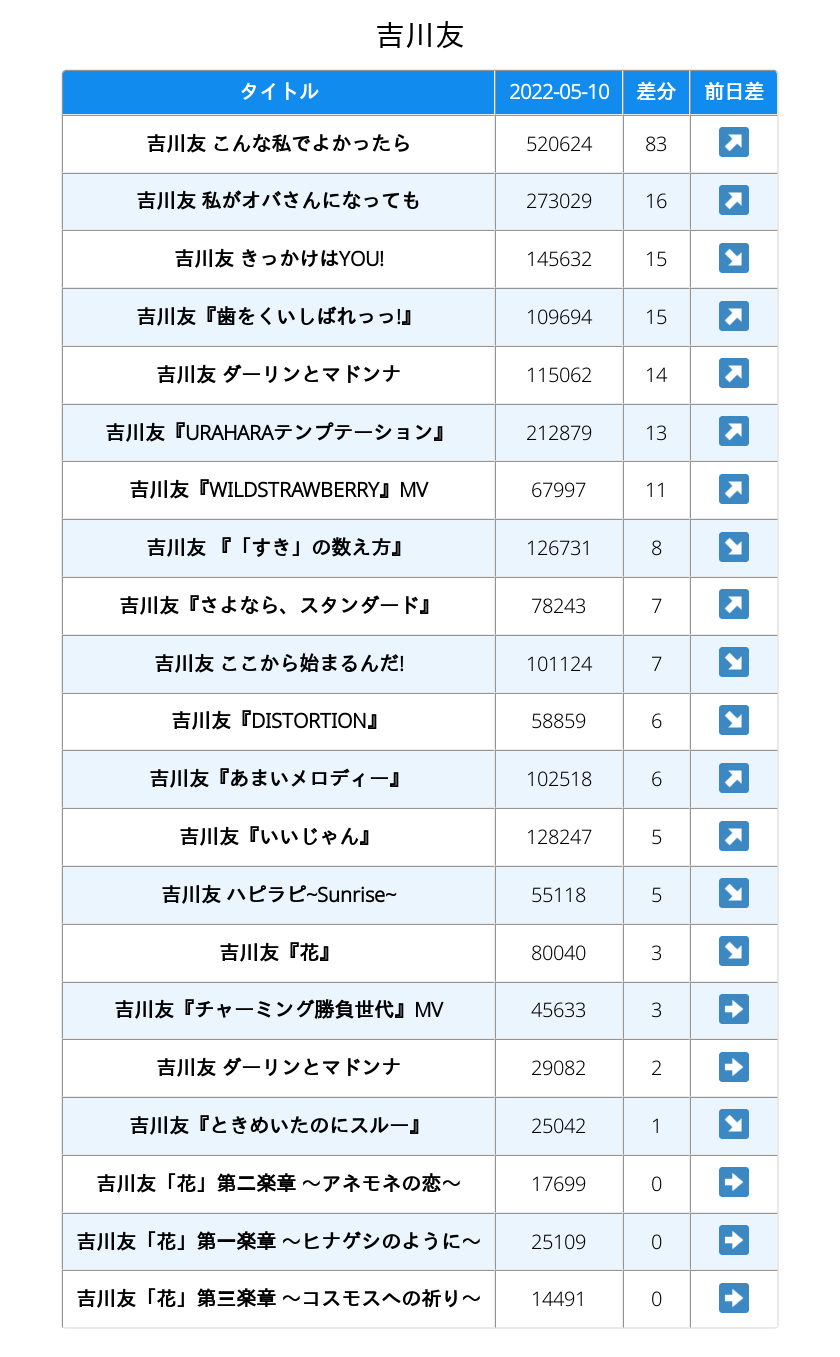 吉川友
タイトル 2022-05-10 差分 前日差
吉川友 こんな私でよかったら 520624 83
吉川友 私がオバさんになっても 273029 16
吉川友 きっかけはYOU! 145632 15
吉川友『歯をくいしばれっっ!』 109694 15
吉川友 ダーリンとマドンナ 115062 14
吉川友『URAHARAテンプテーション』 212879 13
吉川友『WILDSTRAWBERRY』MV 67997 11
吉川友 『「すき」の数え方』 126731 8
吉川友『さよなら、スタンダード』 78243 7
吉川友 ここから始まるんだ! 101124 7
吉川友『DISTORTION』 58859 6
吉川友『あまいメロディー』 102518 6
吉川友『いいじゃん』 128247 5
吉川友 ハピラピ~Sunrise~ 55118 5
吉川友『花』 80040 3
吉川友『チャーミング勝負世代』MV 45633 3
吉川友 ダーリンとマドンナ 29082 2
吉川友『ときめいたのにスルー』 25042 1
吉川友「花」第二楽章 〜アネモネの恋〜 17699 0
吉川友「花」第一楽章 〜ヒナゲシのように〜 25109 0
吉川友「花」第三楽章 〜コスモスへの祈り〜 14491 0